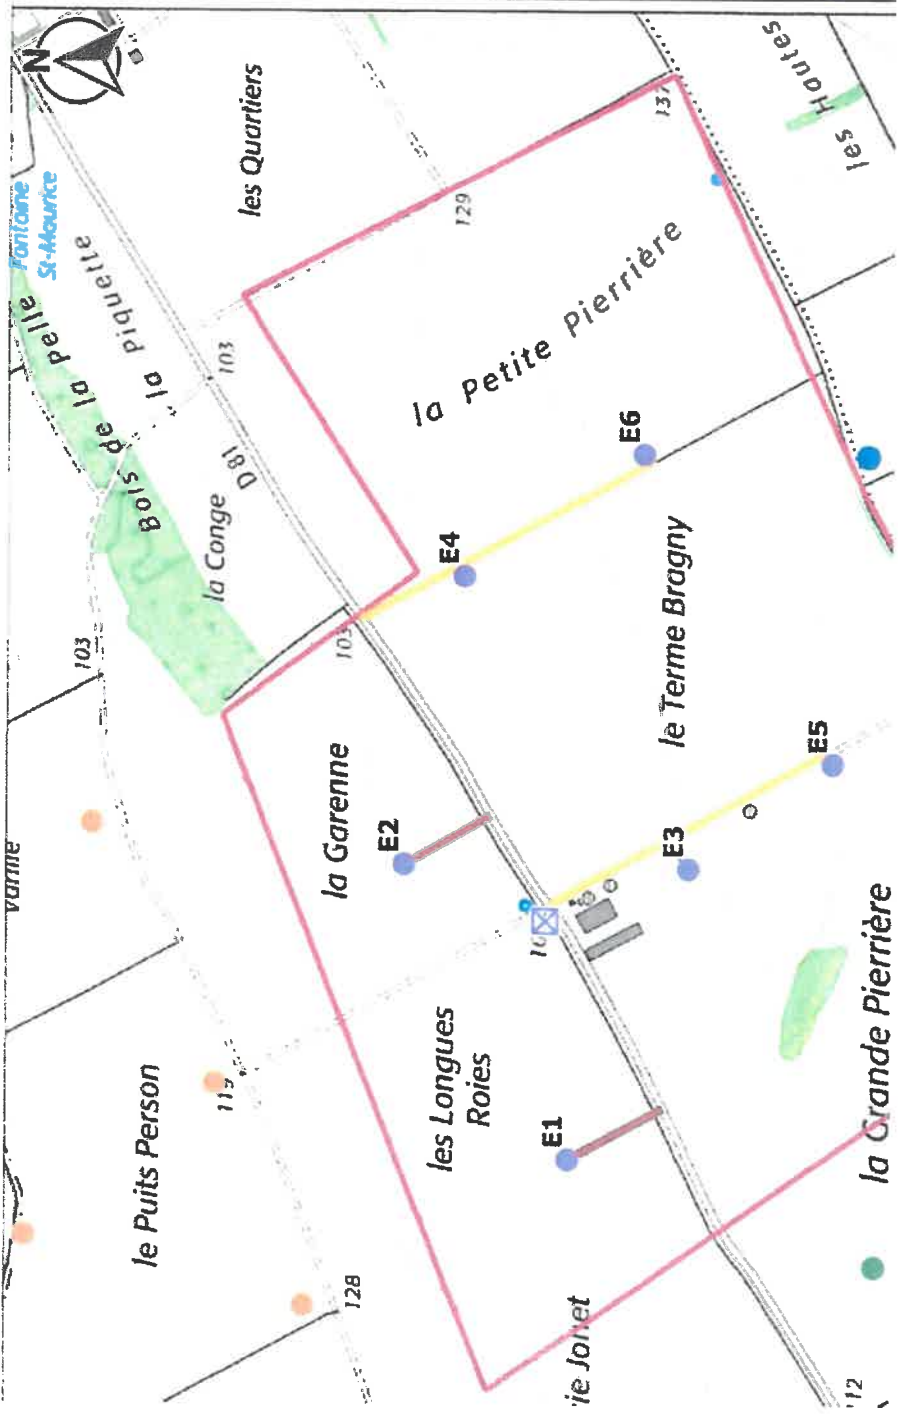 N
Fontaine
St-Maurice
Bois de la Pelle
la Piquette
les Quartiers
les Hautes
137
129
103
D 81
la Conge
103
103
la Petite Pierrière
E6
E4
le Terme Bragny
la Garenne
E2
E3
E5
119
le Puits Person
les Longues
Roies
E1
128
la Grande Pierrière